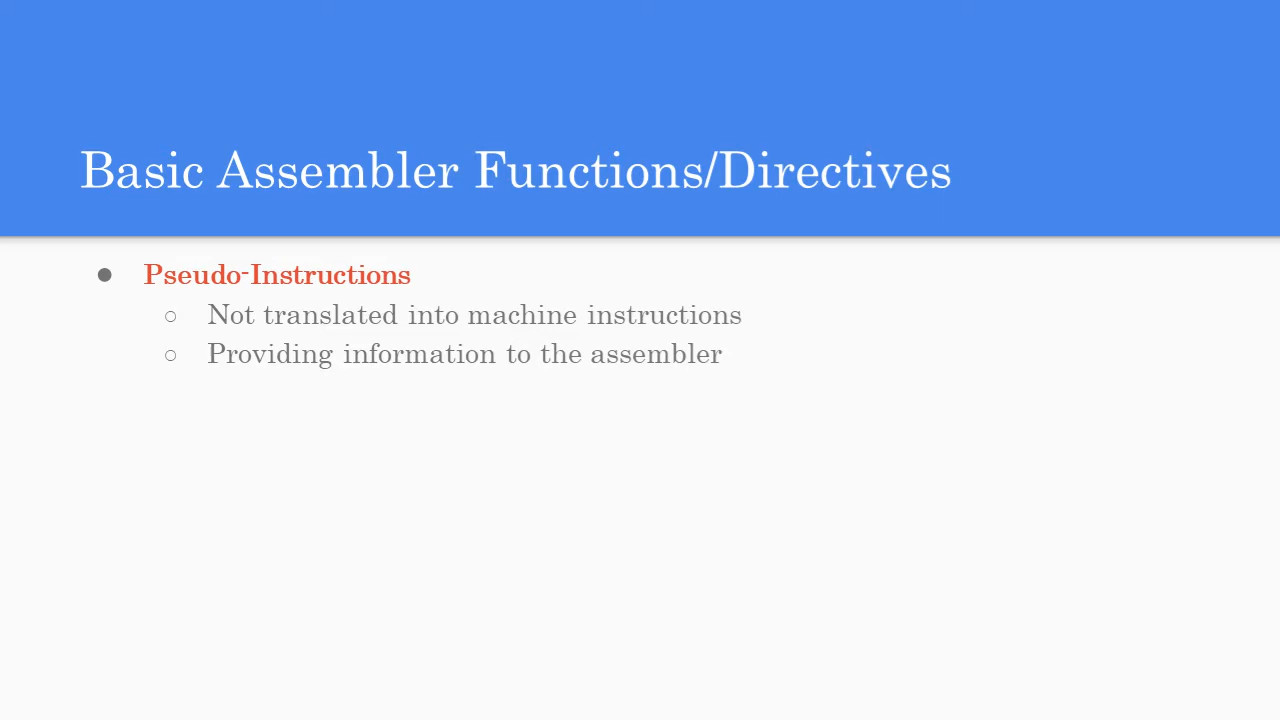 Basic Assembler Functions/Directives
● Pseudo-Instructions
○ Not translated into machine instructions
○ Providing information to the assembler